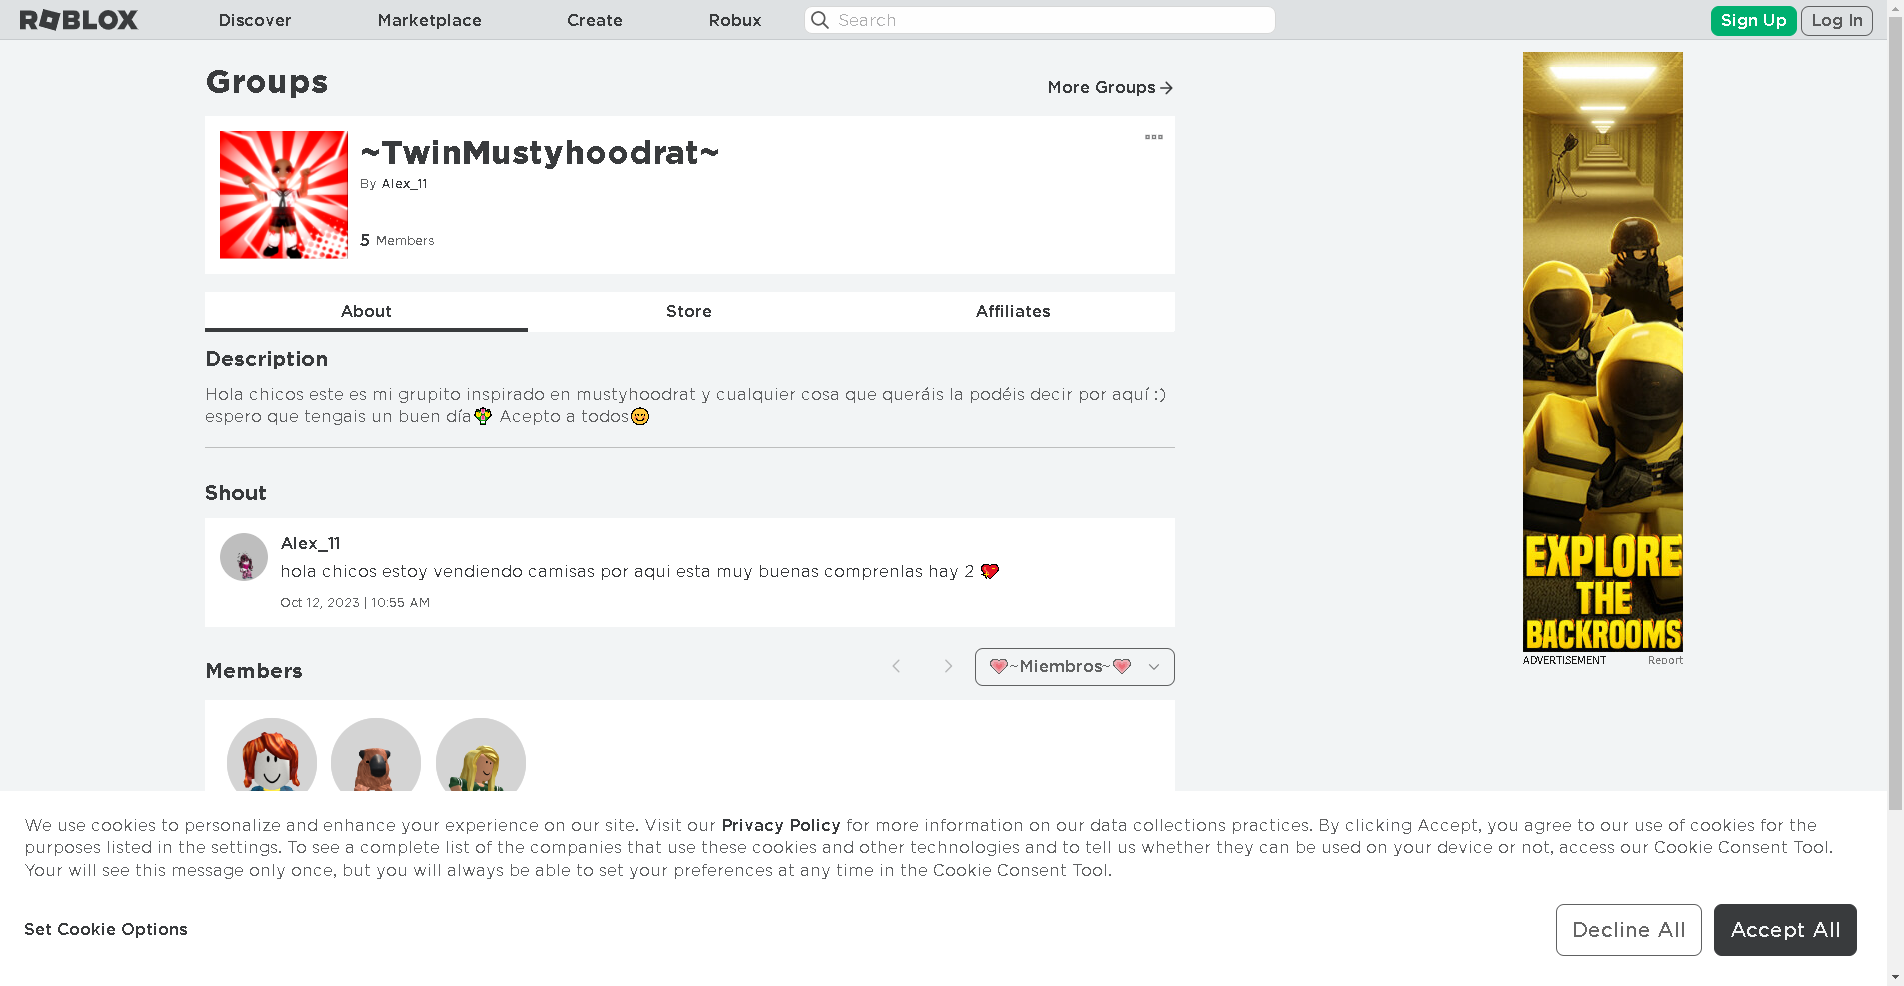 ROBLOX Discover Marketplace Create Robux Search Sign Up Log In
Groups
More Groups
~TwinMustyhoodrat~
By Alex_11
5 Members
About Store Affiliates
Description
Hola chicos este es mi grupito inspirado en mustyhoodrat y cualquier cosa que queráis la podéis decir por aquí :)
espero que tengais un buen día💐 Acepto a todos😊
Shout
Alex_11
hola chicos estoy vendiendo camisas por aqui esta muy buenas comprenlas hay 2 💖
Oct 12, 2023 | 10:55 AM
Members
💗~Miembros~💗
EXPLORE
THE
BACKROOMS
ADVERTISEMENT Report
We use cookies to personalize and enhance your experience on our site. Visit our Privacy Policy for more information on our data collections practices. By clicking Accept, you agree to our use of cookies for the
purposes listed in the settings. To see a complete list of the companies that use these cookies and other technologies and to tell us whether they can be used on your device or not, access our Cookie Consent Tool.
Your will see this message only once, but you will always be able to set your preferences at any time in the Cookie Consent Tool.
Set Cookie Options
Decline All
Accept All